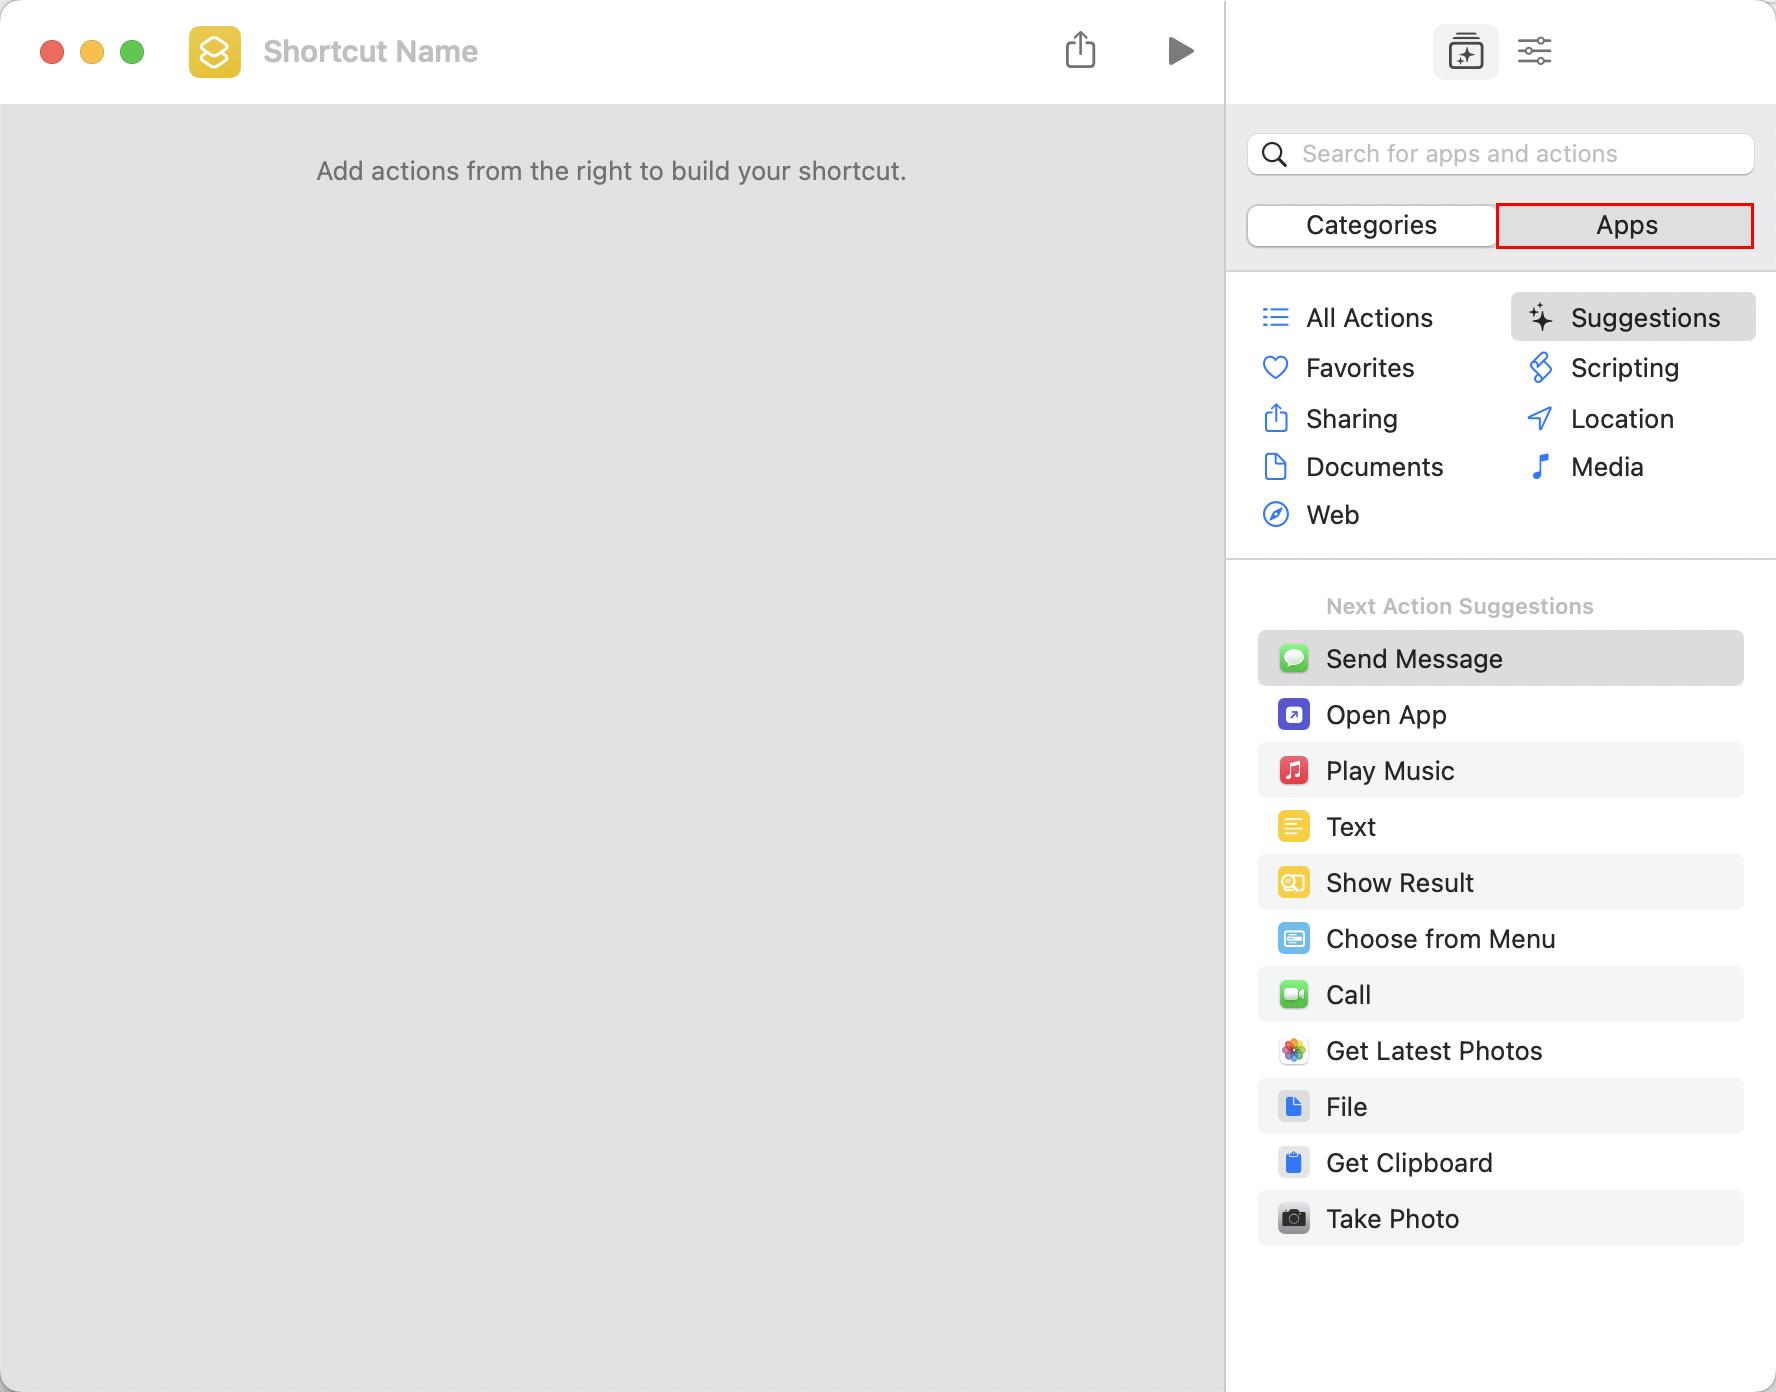 Shortcut Name
Add actions from the right to build your shortcut.
Search for apps and actions
Categories
Apps
All Actions
Suggestions
Favorites
Scripting
Sharing
Location
Documents
Media
Web
Next Action Suggestions
Send Message
Open App
Play Music
Text
Show Result
Choose from Menu
Call
Get Latest Photos
File
Get Clipboard
Take Photo